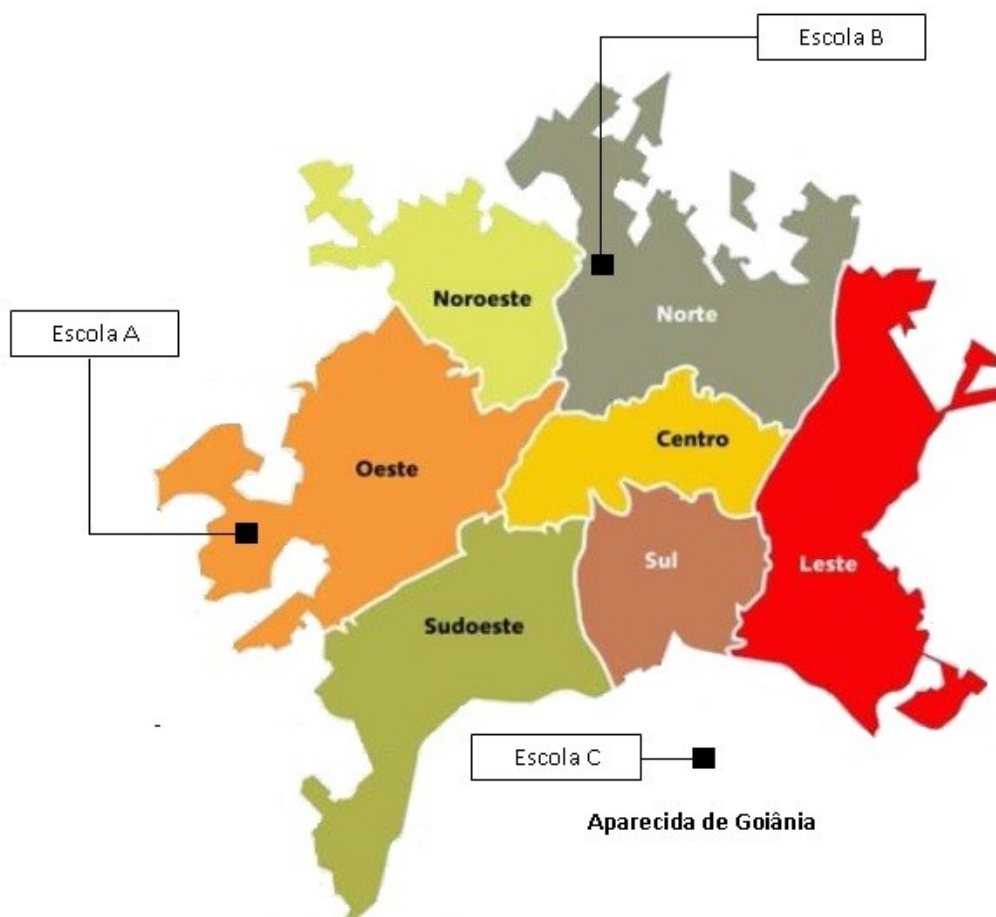 Escola B
Noroeste
Norte
Escola A
Centro
Oeste
Sul
Leste
Sudoeste
-
Escola C
Aparecida de Goiânia